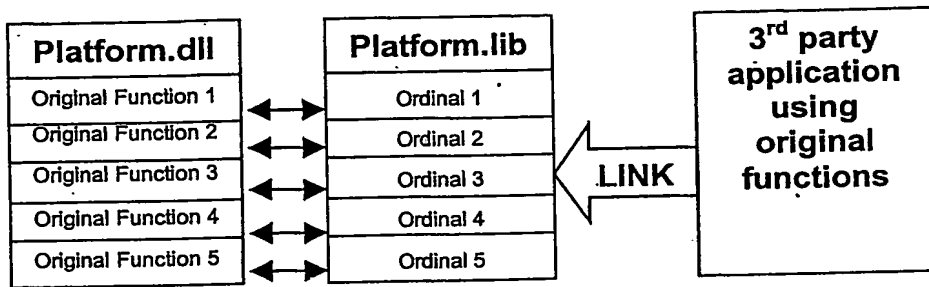 Platform.dll
Original Function 1
Original Function 2
Original Function 3
Original Function 4
Original Function 5
Platform.lib
Ordinal 1
Ordinal 2
Ordinal 3
Ordinal 4
Ordinal 5
LINK
3rd party
application
using
original
functions